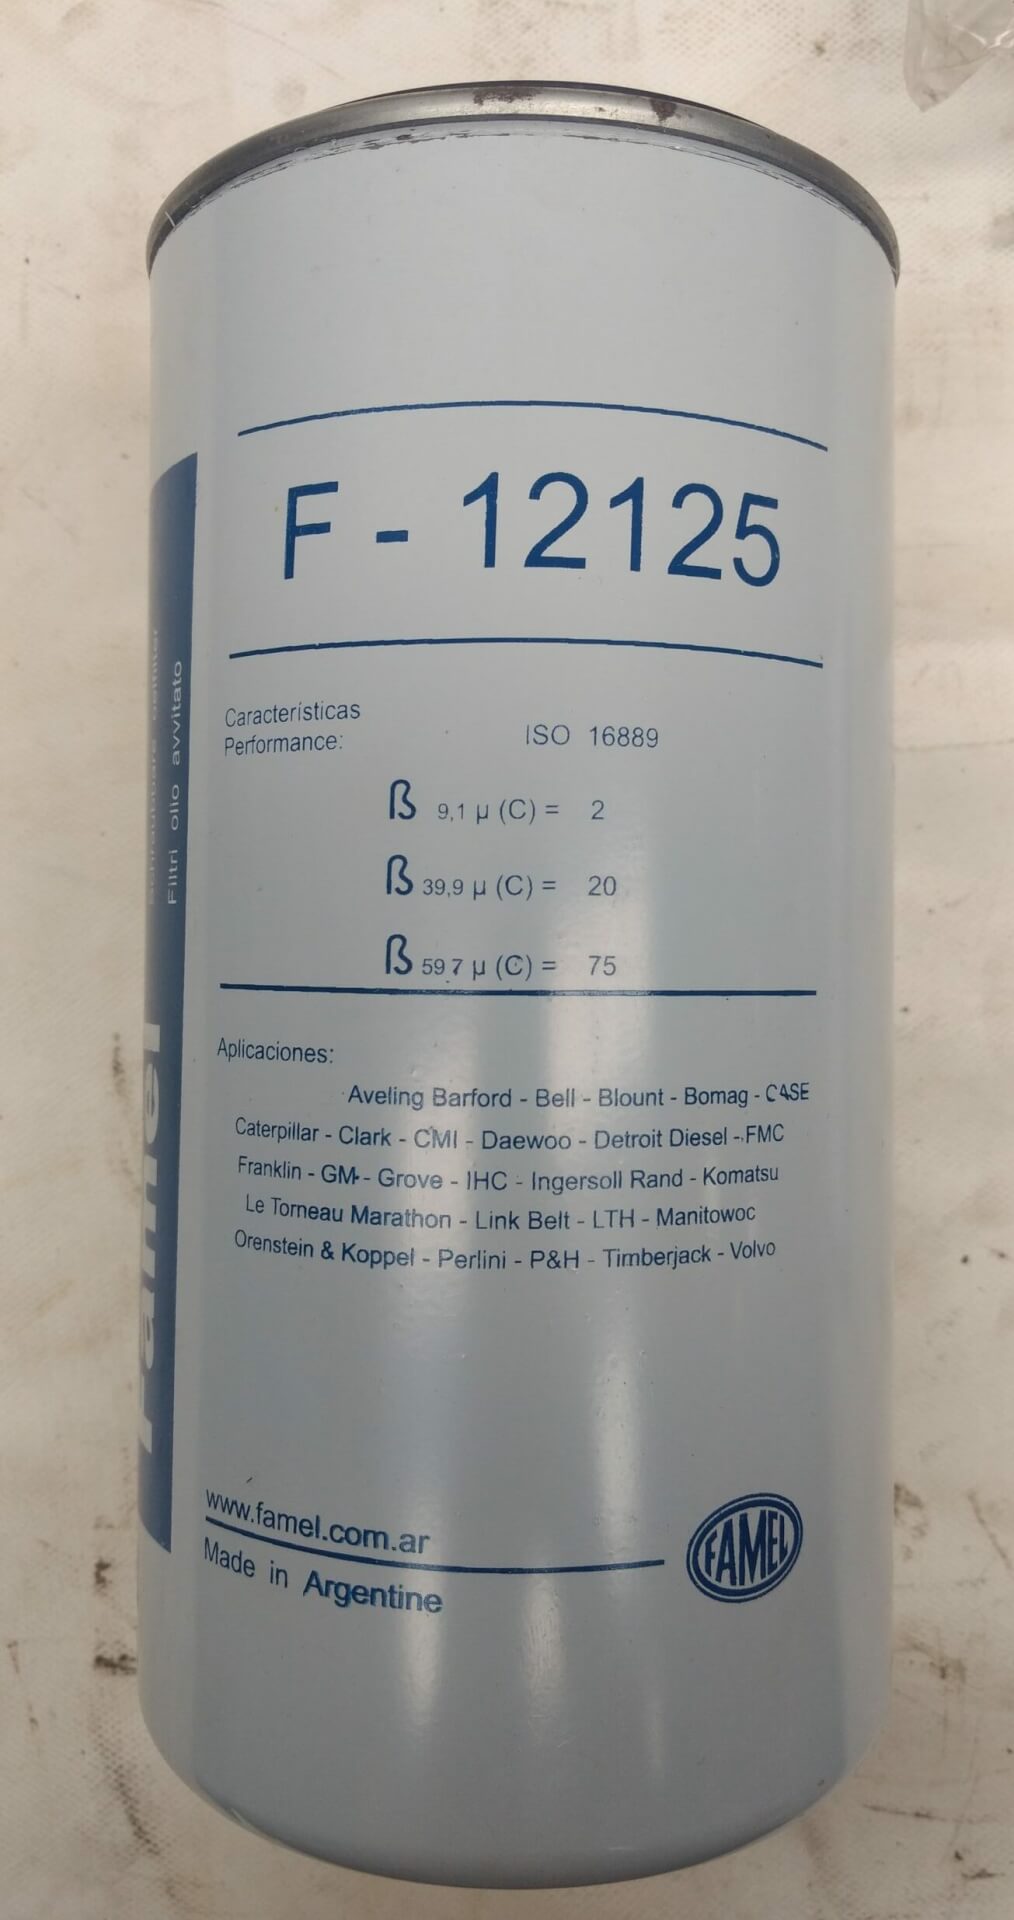 F - 12125
Características
Performance:
ISO 16889
ß 9,1 µ (C) = 2
ß 39,9 µ (C) = 20
ß 59 7 µ (C) = 75
Aplicaciones:
Aveling Barford - Bell - Blount - Bomag - CASE
Caterpillar - Clark - CMI - Daewoo - Detroit Diesel - FMC
Franklin - GM - Grove - IHC - Ingersoll Rand - Komatsu
Le Torneau Marathon - Link Belt - LTH - Manitowoc
Orenstein & Koppel - Perlini - P&H - Timberjack - Volvo
www.famel.com.ar
Made in Argentine
FAMEL
Filtri olio avvitato
Famel